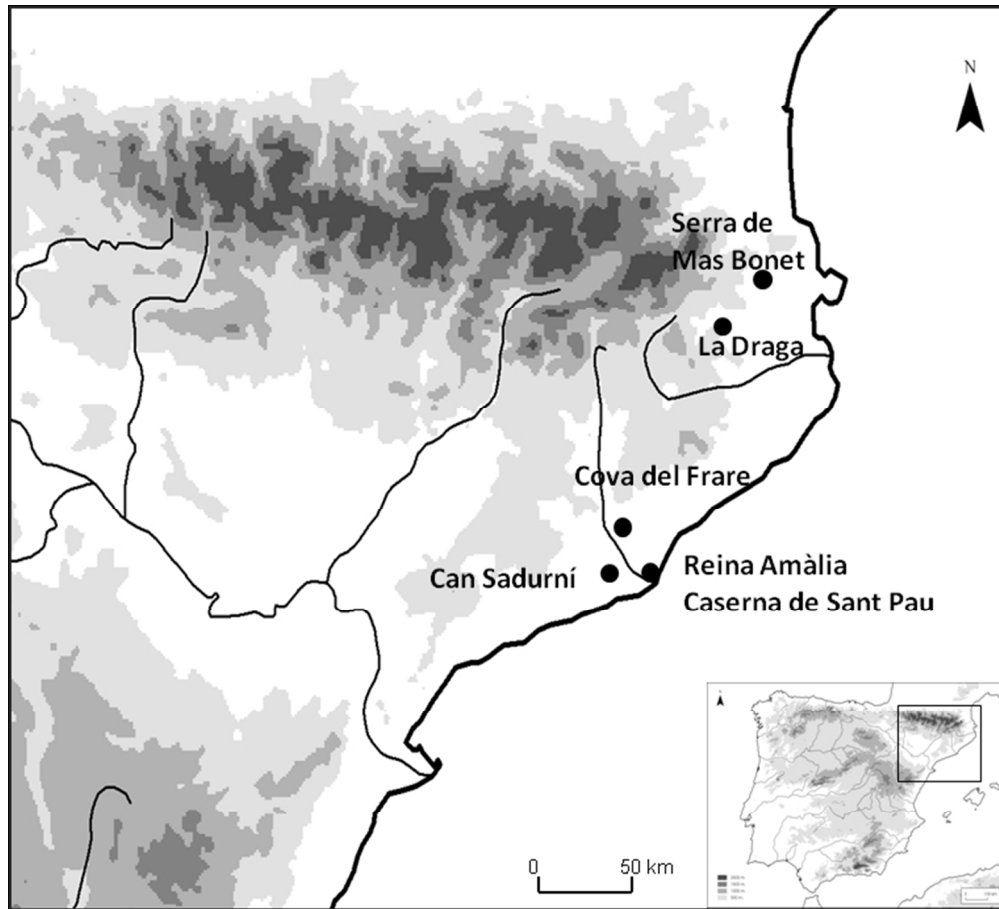 N
Serra de
Mas Bonet
La Draga
Cova del Frare
Can Sadurní
Reina Amàlia
Caserna de Sant Pau
0 50 km